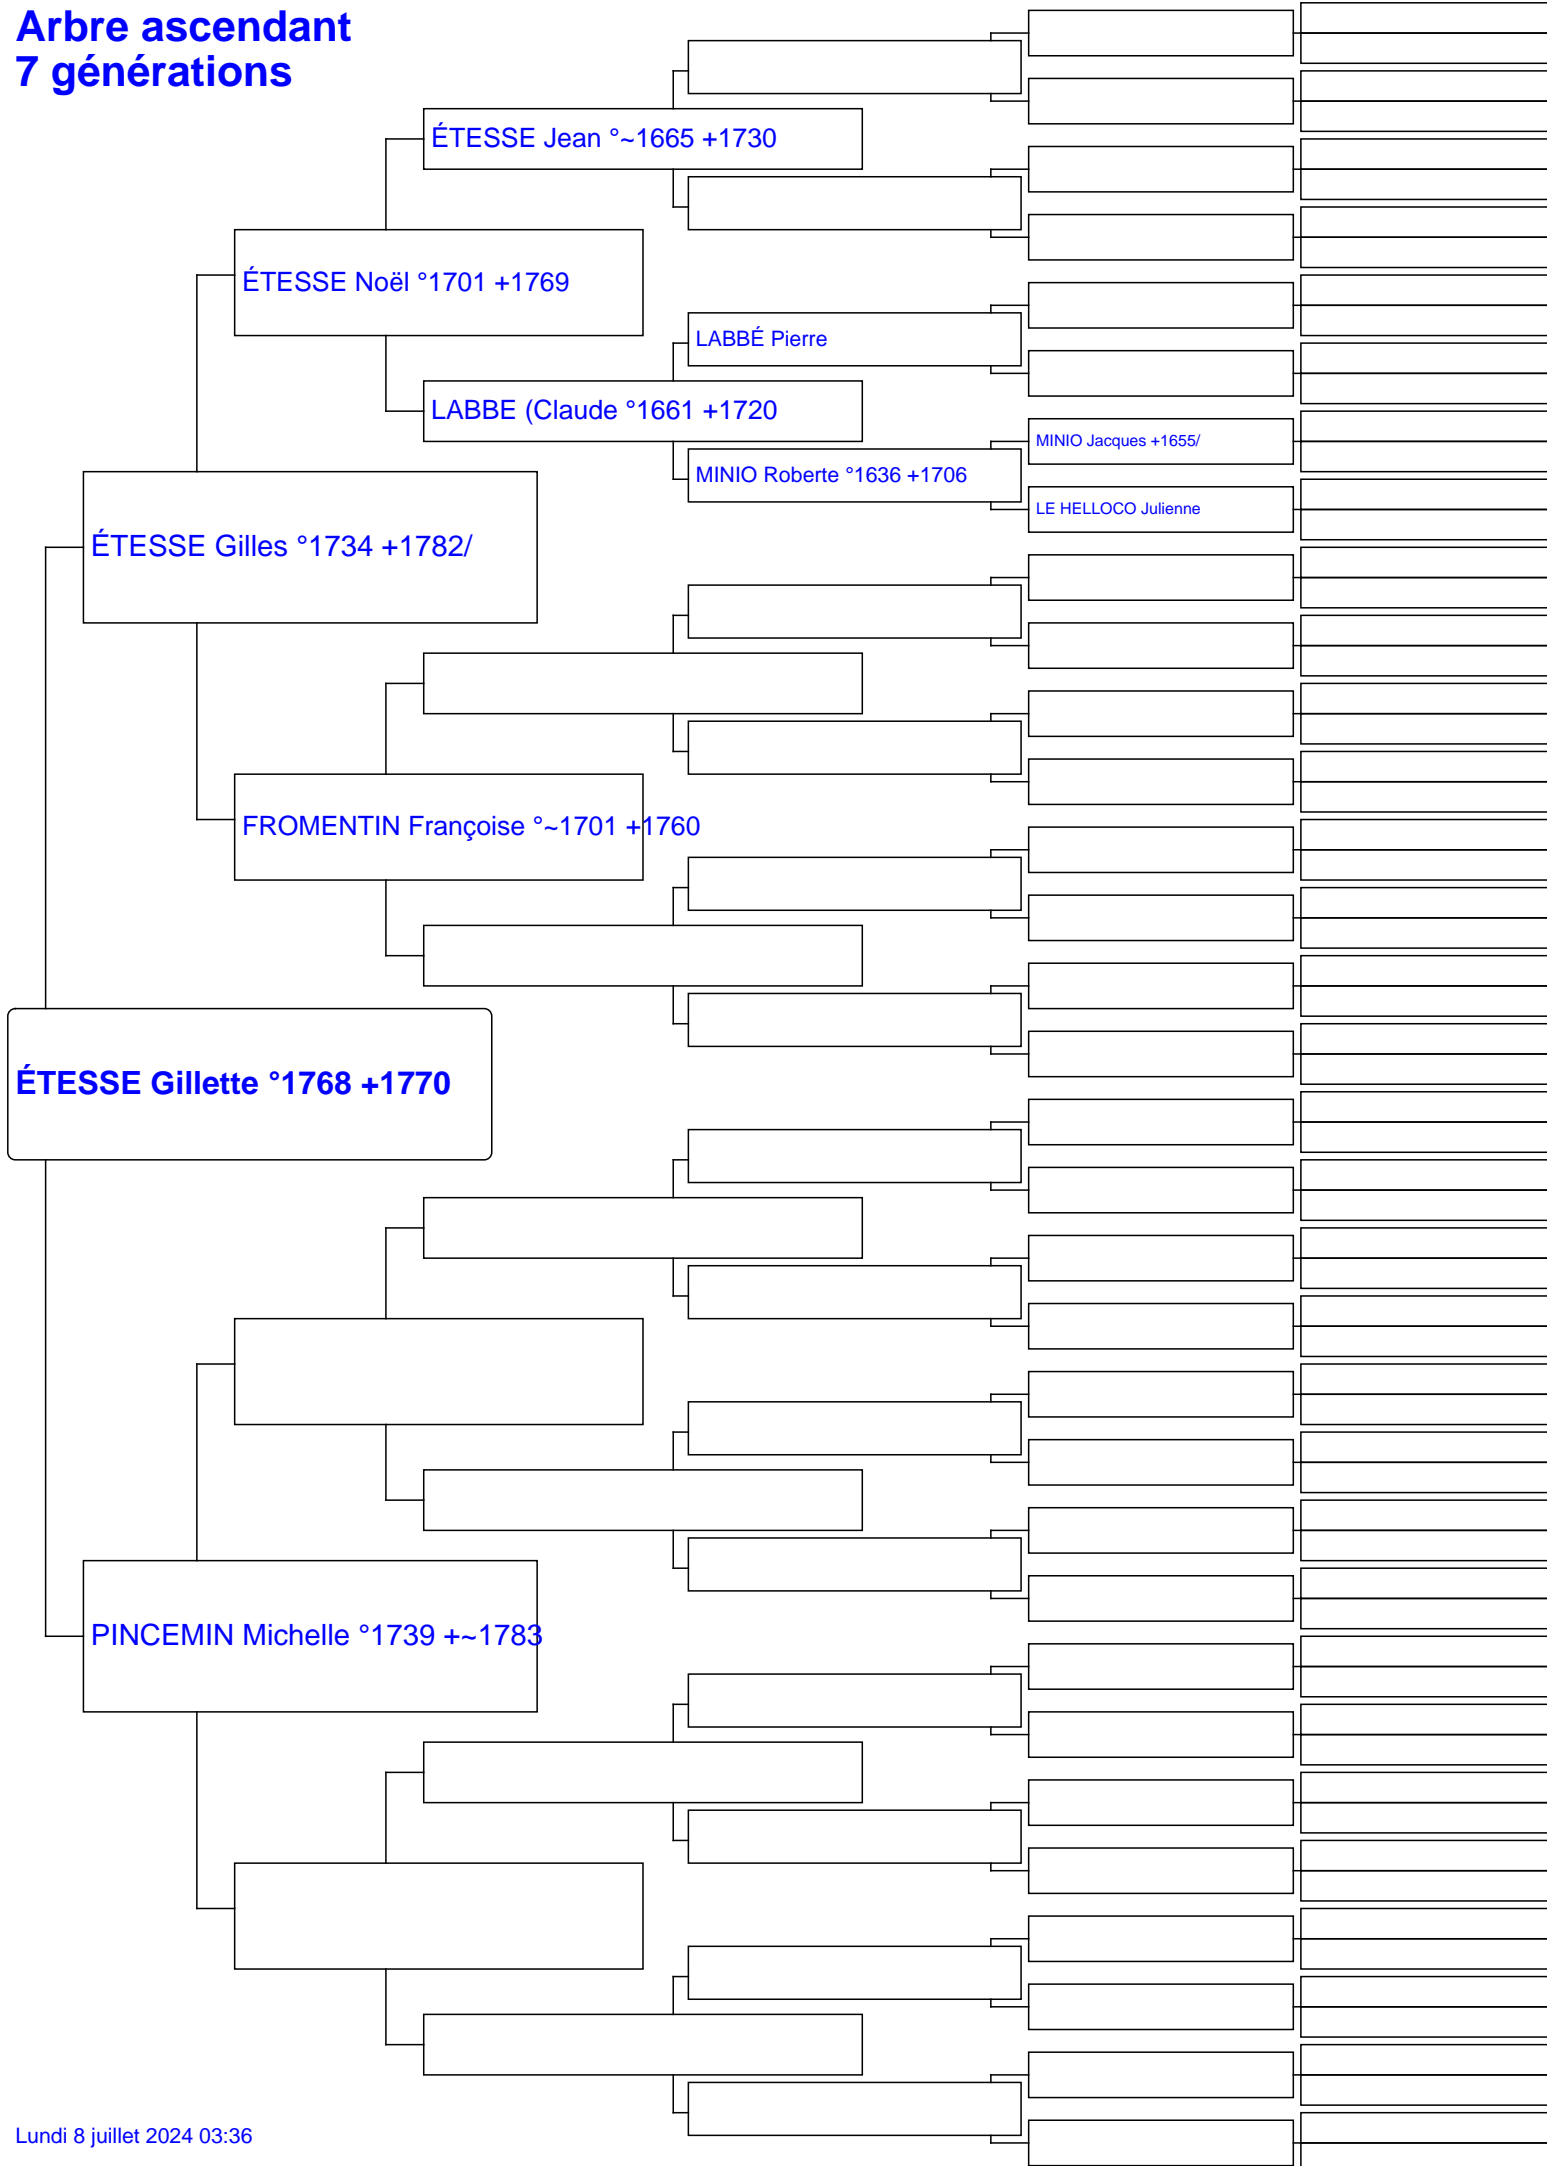 Arbre ascendant
7 générations
ÉTESSE Jean °~1665 +1730
ÉTESSE Noël °1701 +1769
LABBÉ Pierre
LABBE (Claude °1661 +1720
MINIO Jacques +1655/
MINIO Roberte °1636 +1706
LE HELLOCO Julienne
ÉTESSE Gilles °1734 +1782/
FROMENTIN Françoise °~1701 +1760
ÉTESSE Gillette °1768 +1770
PINCEMIN Michelle °1739 +~1783
Lundi 8 juillet 2024 03:36